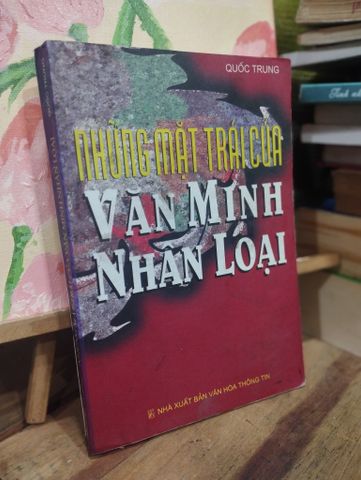 QUỐC TRUNG
NHỮNG MẶT TRÁI CỦA
VĂN MINH
NHÂN LOẠI
NHÀ XUẤT BẢN VĂN HÓA THÔNG TIN